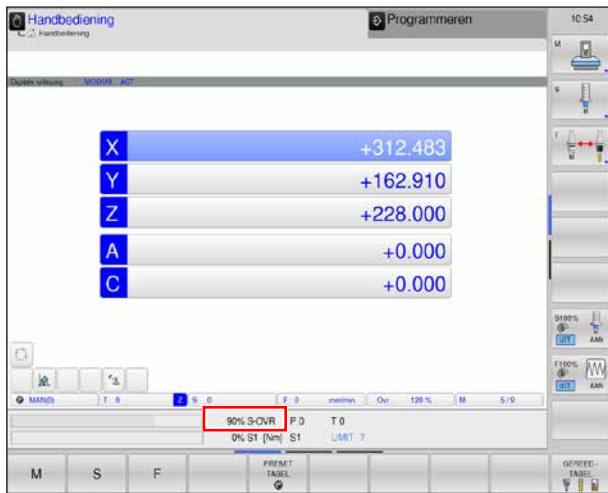 Handbediening
Handbediening
Programmeren
10:54
M
Digitale uitlezing MODUS: ACT
S
X +312.483
T
Y +162.910
Z +228.000
A +0.000
C +0.000
S100%
UIT AAN
F100%
UIT AAN
MAN(0) T 0 Z S 0 F 0 mm/min Ovr 120 % M 5/9
90% S-OVR P 0 T 0
0% S1 [Nm] S1 LIMIT 7
M
S
F
PRESET
TABEL
GEREED-
TABEL